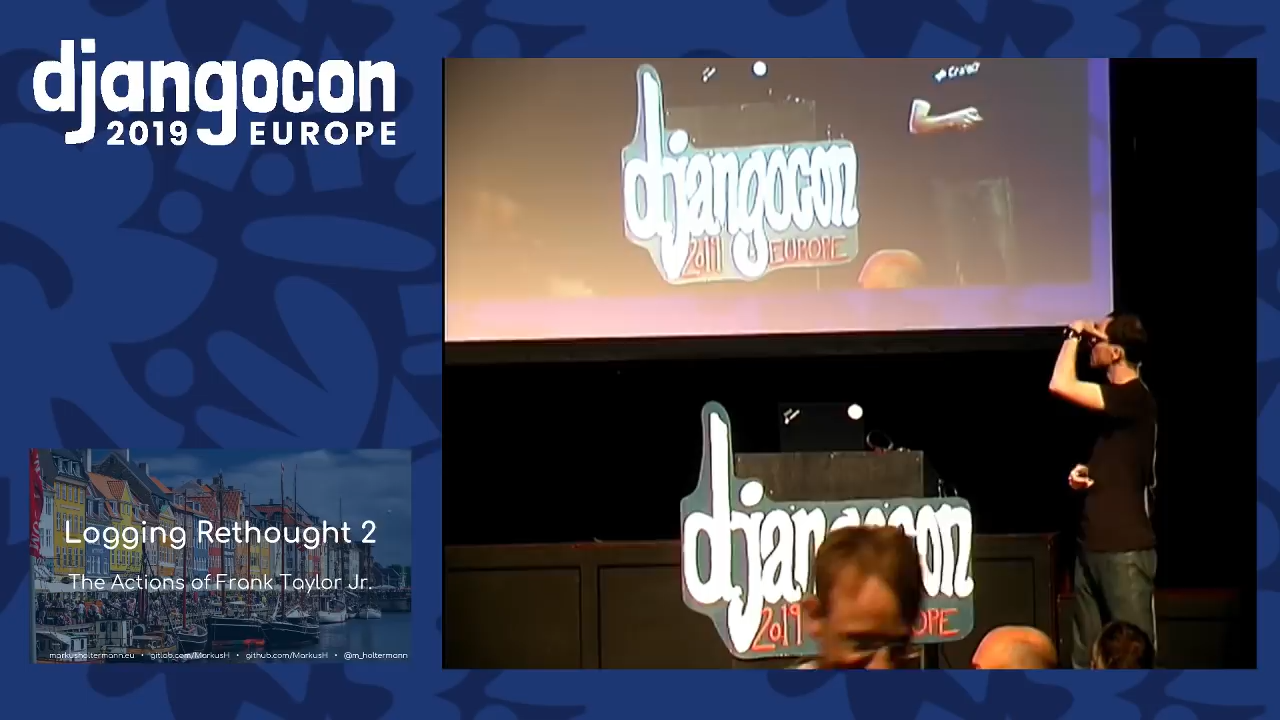 djangocon
2019 EUROPE
Logging Rethought 2
The Actions of Frank Taylor Jr.
markusholtermann.eu • gitlab.com/MarkusH • github.com/MarkusH • @m_holtermann
djangocon
2019 EUROPE
djangocon
2019